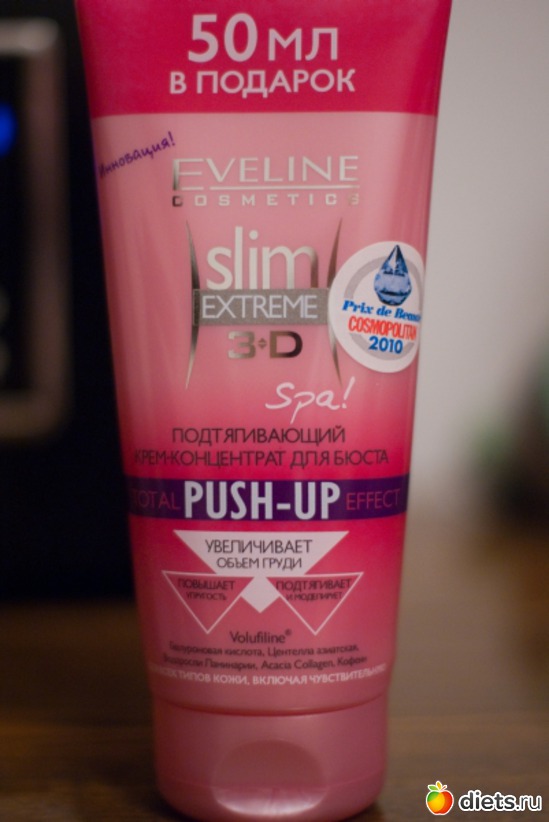 50 МЛ
В ПОДАРОК
Инновация!
EVELINE
COSMETICS
slim
EXTREME
3D
Prix de Beauté
COSMOPOLITAN
2010
Spa!
ПОДТЯГИВАЮЩИЙ
КРЕМ-КОНЦЕНТРАТ ДЛЯ БЮСТА
TOTAL PUSH-UP EFFECT
УВЕЛИЧИВАЕТ
ОБЪЕМ ГРУДИ
ПОВЫШАЕТ
УПРУГОСТЬ
ПОДТЯГИВАЕТ
И МОДЕЛИРУЕТ
Volufiline®
Гиалуроновая кислота, Центелла азиатская,
Водоросли Ламинарии, Acacia Collagen, Кофеин
ТИПОВ КОЖИ, ВКЛЮЧАЯ ЧУВСТВИТЕЛЬНУЮ
diets.ru